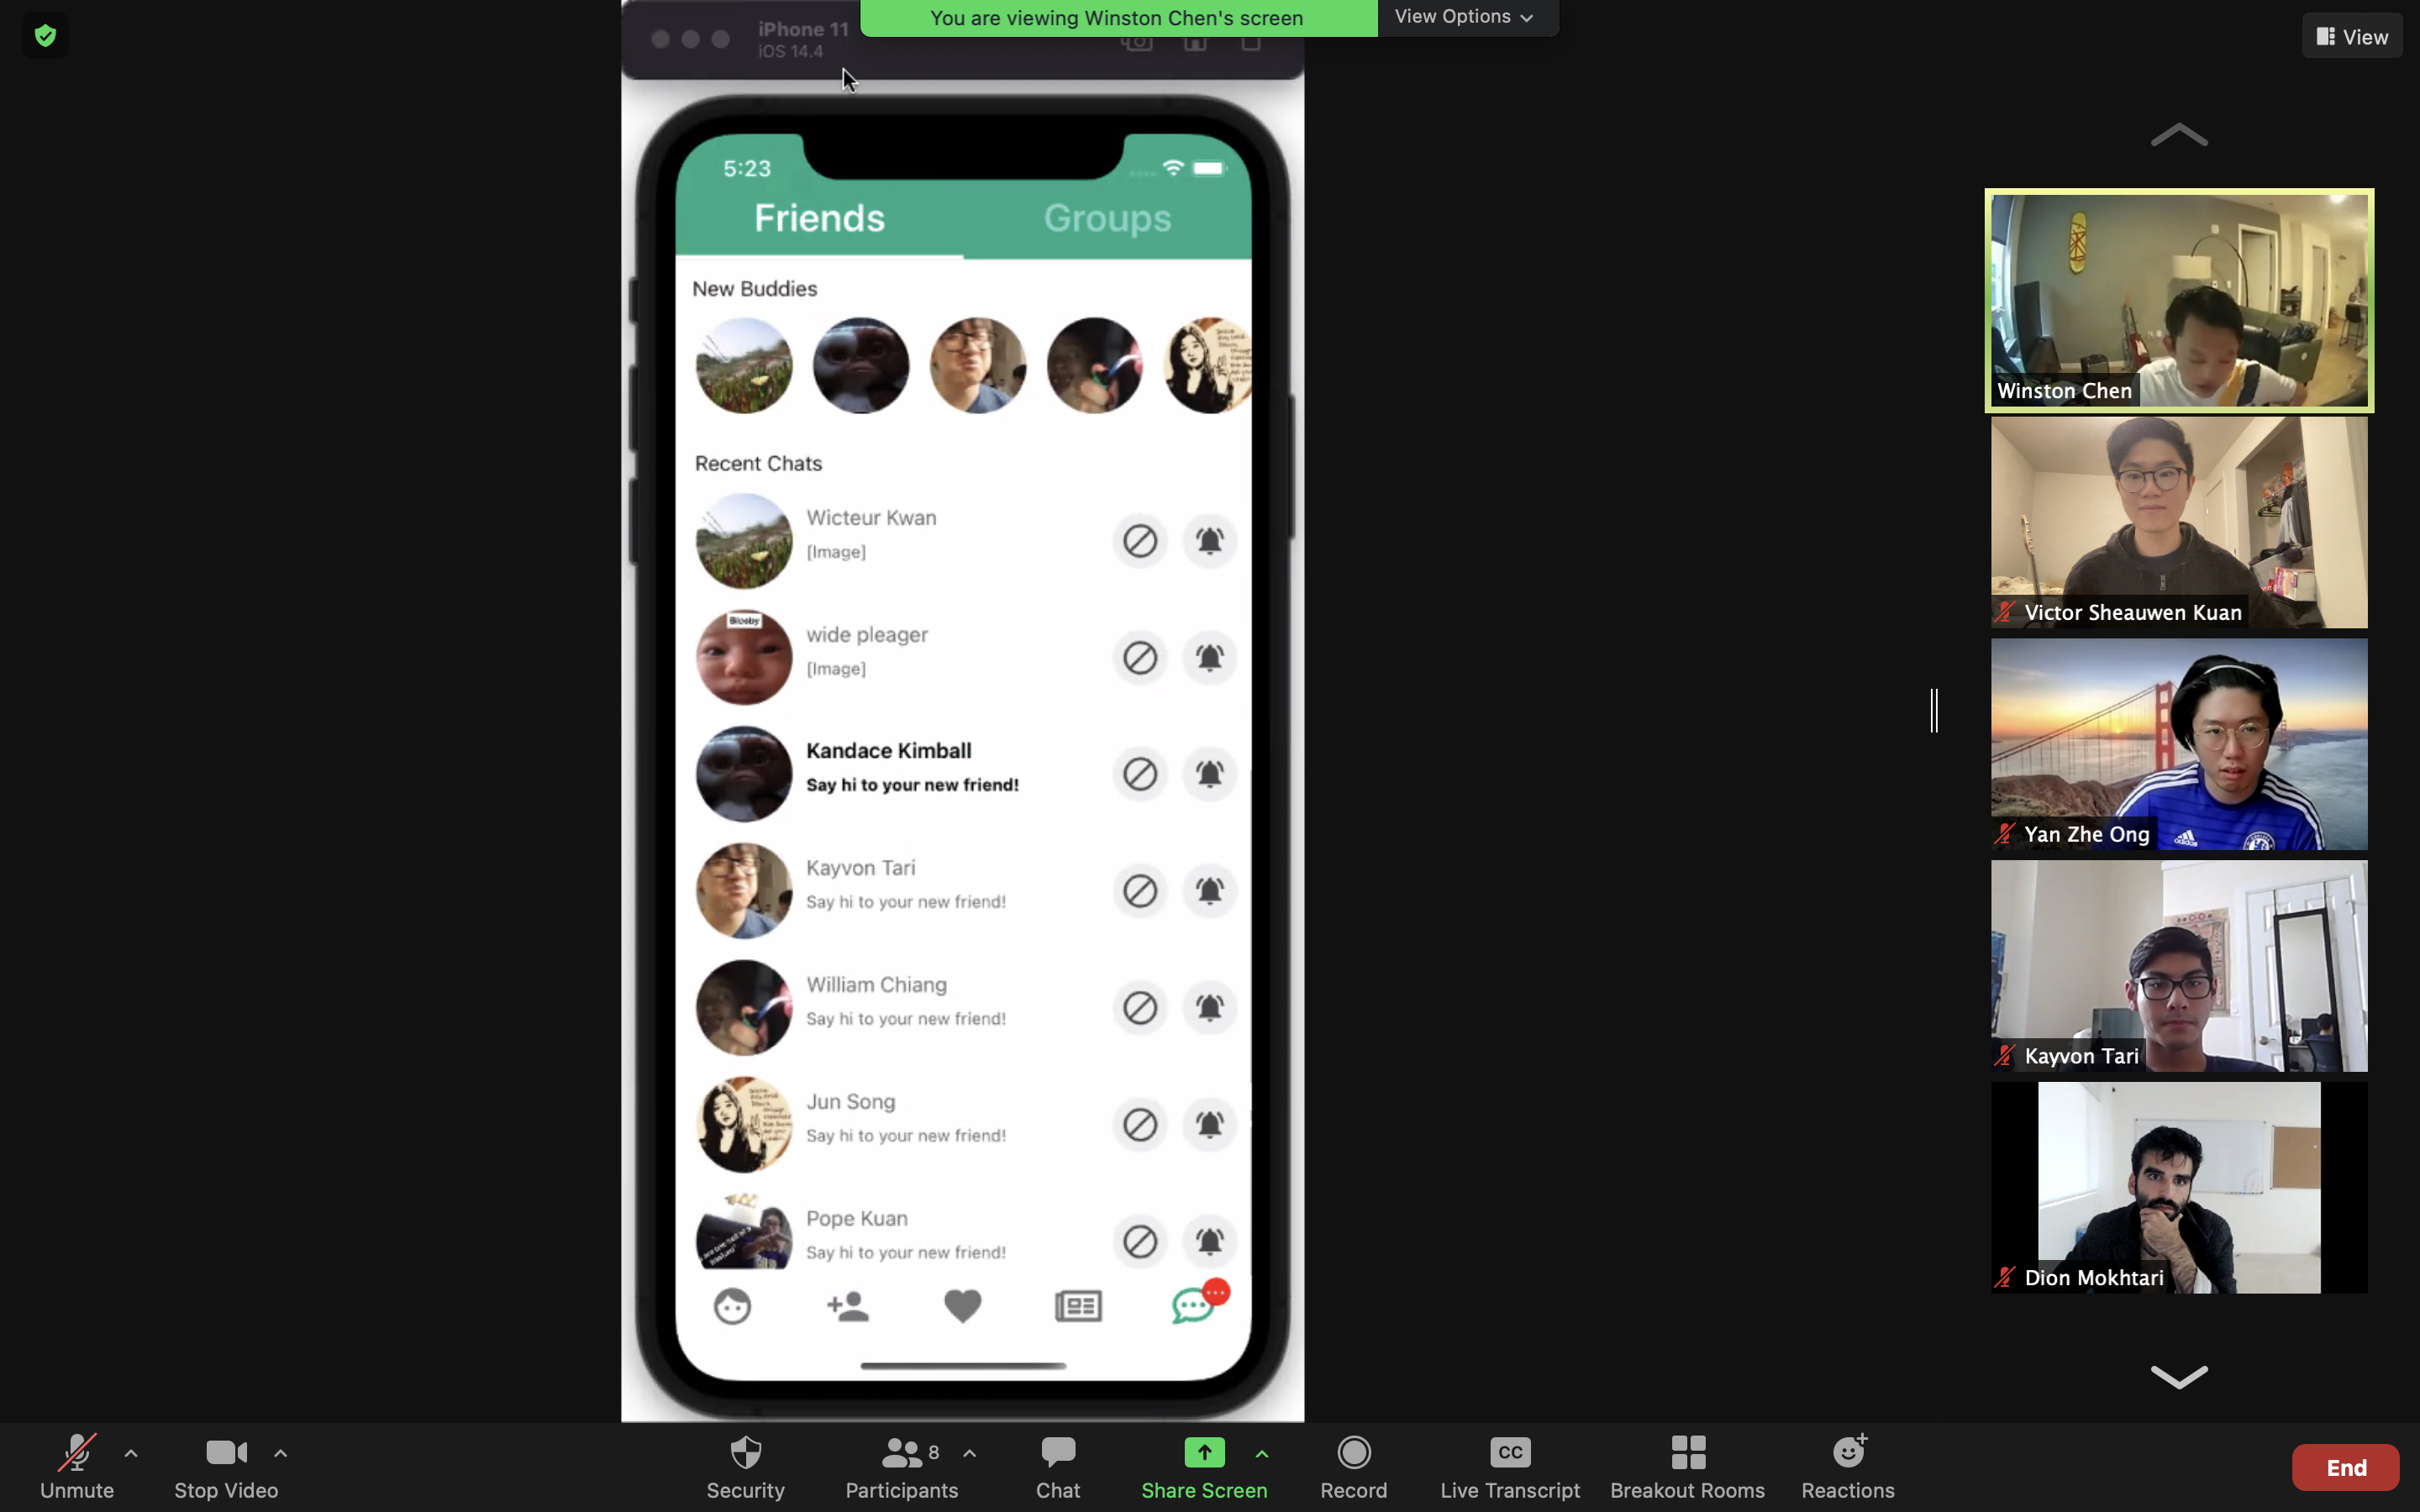 You are viewing Winston Chen's screen
View Options
View
iPhone 11
iOS 14.4
5:23
Friends
Groups
New Buddies
Recent Chats
Wicteur Kwan
[Image]
Blooby
wide pleager
[Image]
Kandace Kimball
Say hi to your new friend!
Kayvon Tari
Say hi to your new friend!
William Chiang
Say hi to your new friend!
Jun Song
Say hi to your new friend!
Pope Kuan
Say hi to your new friend!
Winston Chen
Victor Sheauwen Kuan
Yan Zhe Ong
adidas
Kayvon Tari
Dion Mokhtari
Unmute
Stop Video
Security
8
Participants
Chat
Share Screen
Record
CC
Live Transcript
Breakout Rooms
Reactions
End